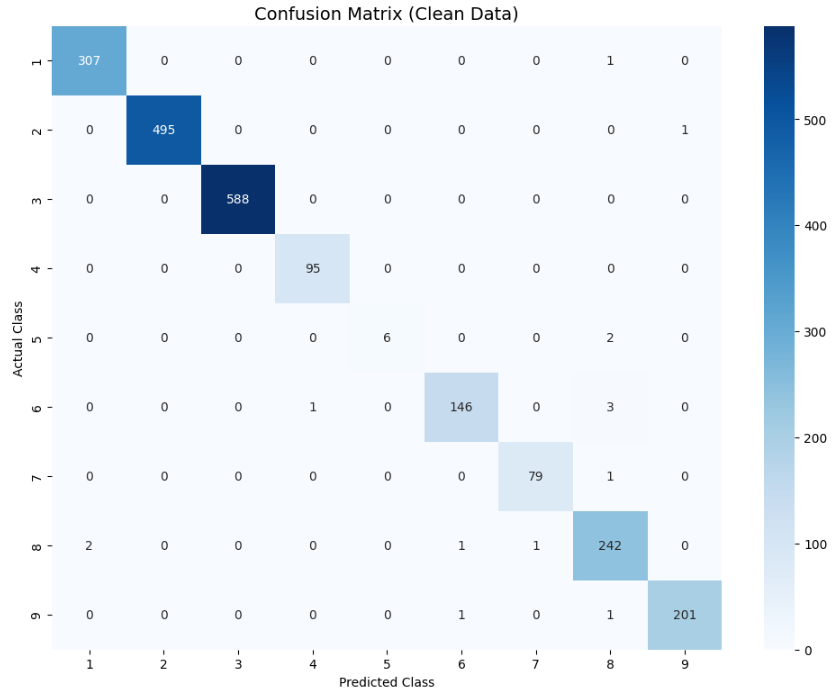 Confusion Matrix (Clean Data)
1 307 0 0 0 0 0 0 1 0
2 0 495 0 0 0 0 0 0 1
3 0 0 588 0 0 0 0 0 0
4 0 0 0 95 0 0 0 0 0
5 0 0 0 0 6 0 0 2 0
6 0 0 0 1 0 146 0 3 0
7 0 0 0 0 0 0 79 1 0
8 2 0 0 0 0 1 1 242 0
9 0 0 0 0 0 1 0 1 201
1 2 3 4 5 6 7 8 9
Predicted Class
Actual Class
500
400
300
200
100
0